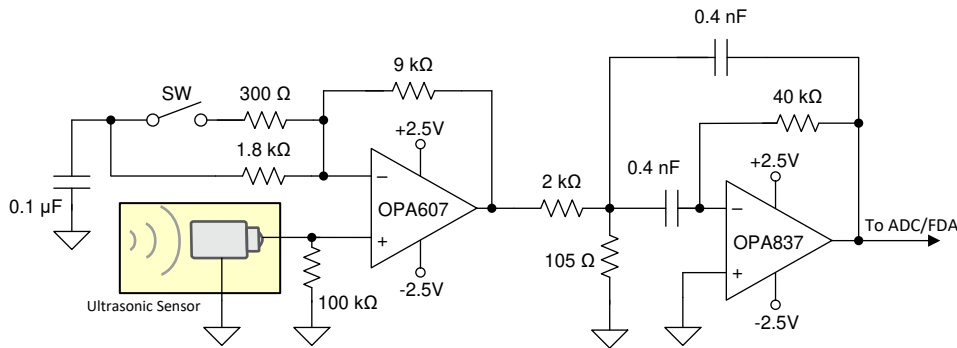 0.4 nF
9 kΩ
SW
300 Ω
40 kΩ
+2.5V
+2.5V
1.8 kΩ
0.4 nF
2 kΩ
−
−
0.1 µF
OPA607
OPA837
To ADC/FDA
+
+
105 Ω
-2.5V
100 kΩ
-2.5V
Ultrasonic Sensor